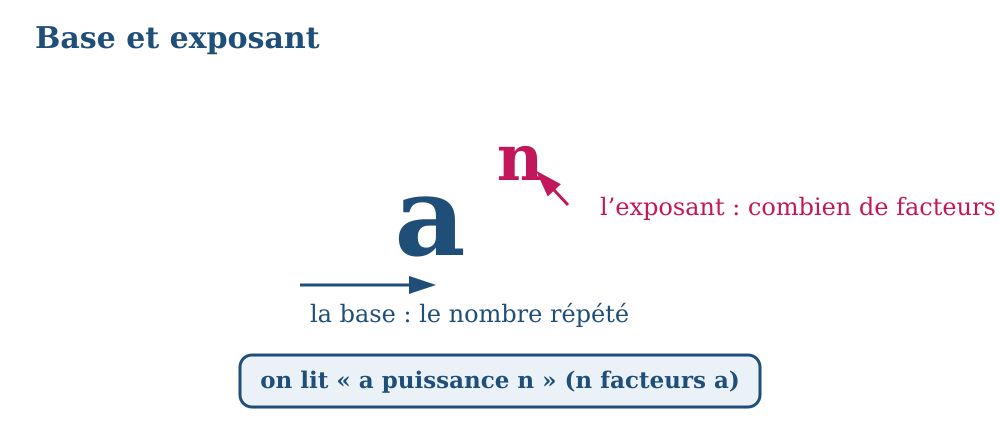 Base et exposant
n
a
l’exposant : combien de facteurs
la base : le nombre répété
on lit « a puissance n » (n facteurs a)